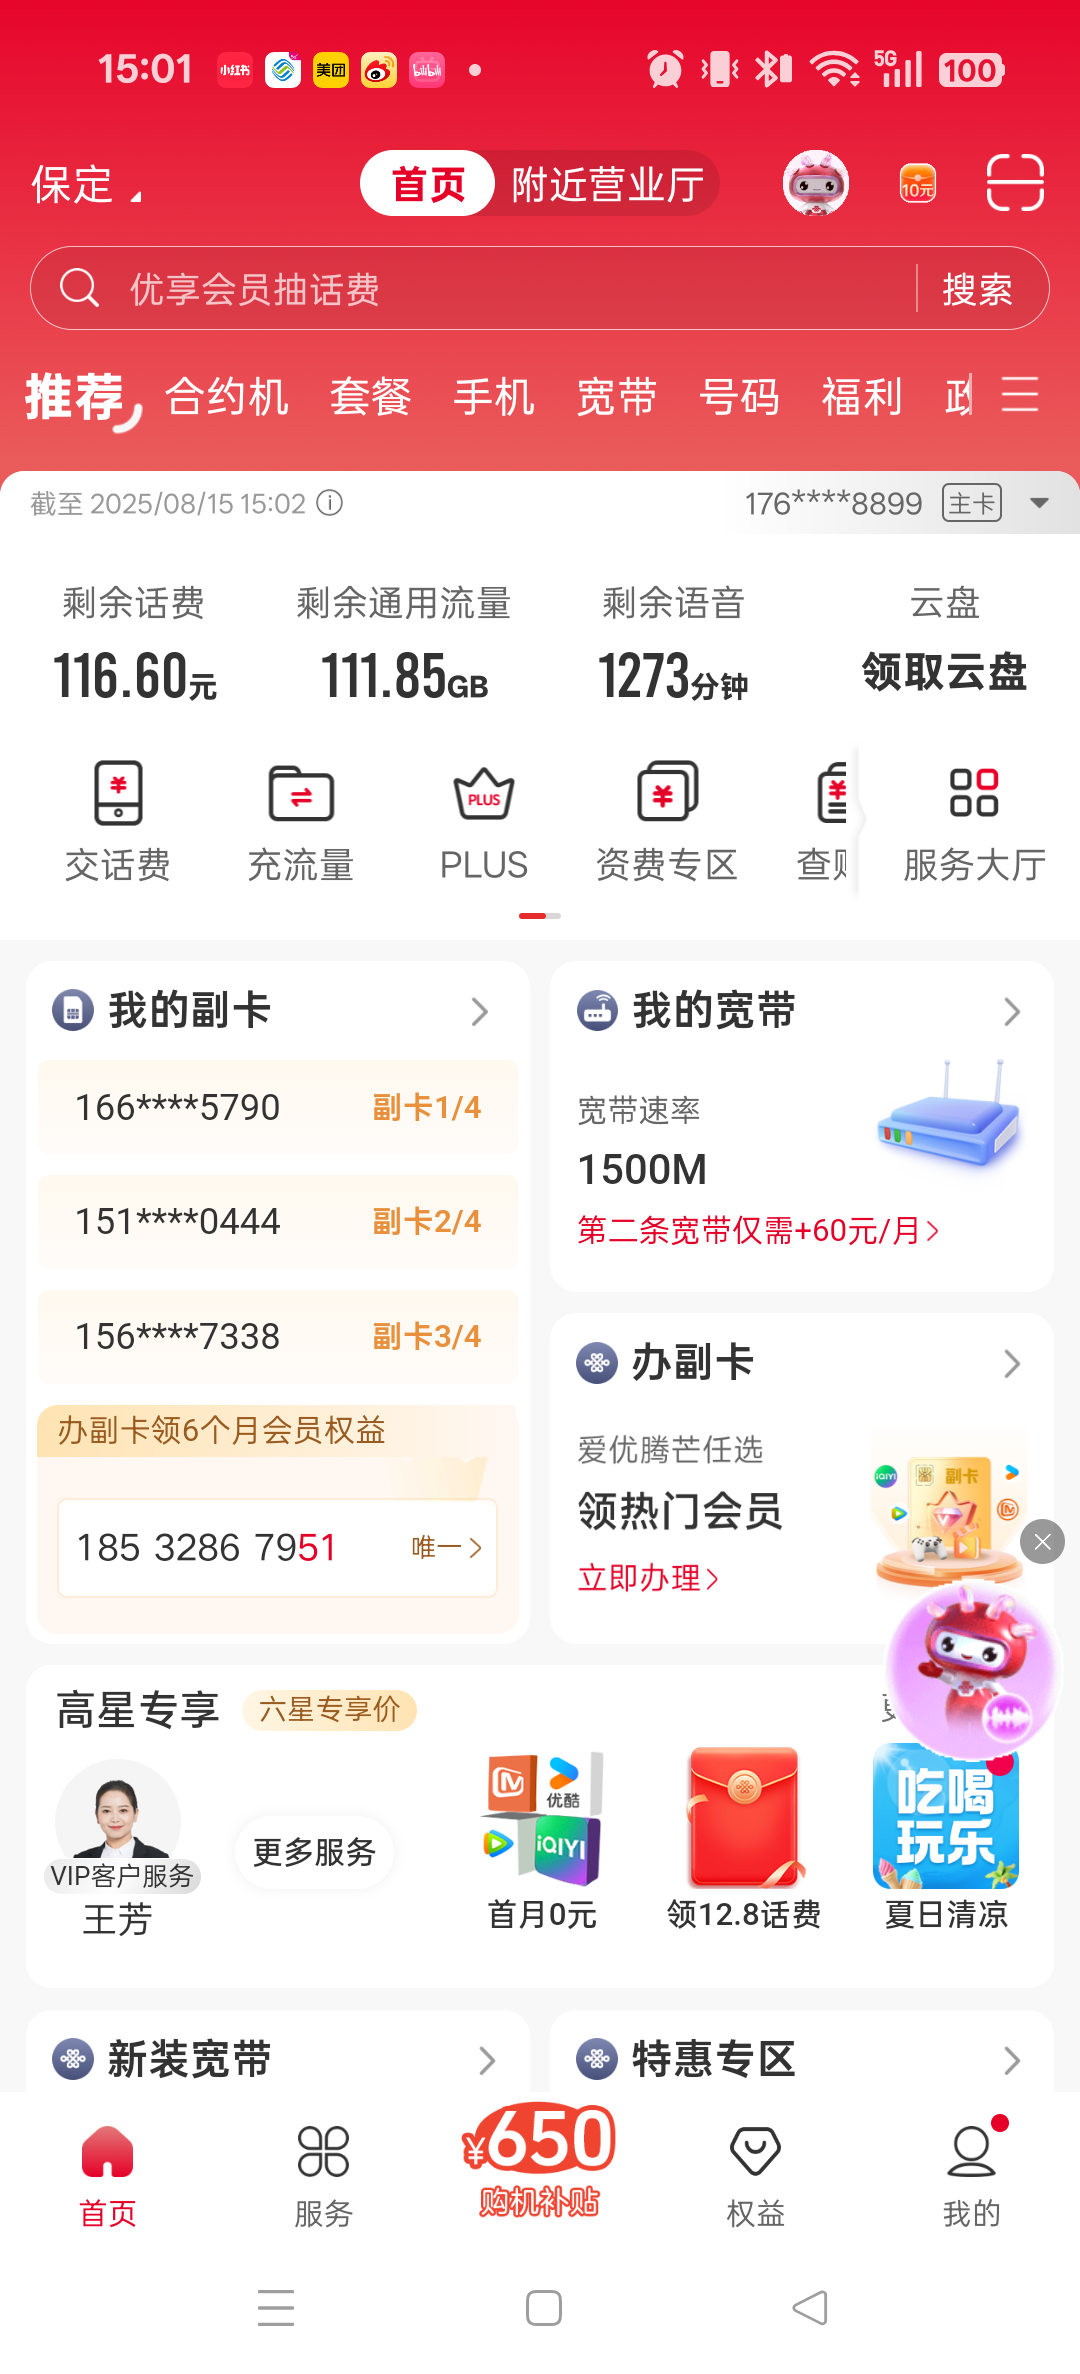 15:01
小红书
美团
bilibili
5G
100
保定
首页
附近营业厅
10元
优享会员抽话费
搜索
推荐
合约机
套餐
手机
宽带
号码
福利
截至 2025/08/15 15:02
176****8899
主卡
剩余话费
剩余通用流量
剩余语音
云盘
116.60元
111.85GB
1273分钟
领取云盘
PLUS
交话费
充流量
PLUS
资费专区
查
服务大厅
我的副卡
166****5790
副卡1/4
151****0444
副卡2/4
156****7338
副卡3/4
办副卡领6个月会员权益
185 3286 7951
唯一
我的宽带
宽带速率
1500M
第二条宽带仅需+60元/月
办副卡
爱优腾芒任选
领热门会员
立即办理
iQIYI
副卡
高星专享
六星专享价
VIP客户服务
王芳
更多服务
优酷
iQIYI
首月0元
领12.8话费
吃喝
玩乐
夏日清凉
新装宽带
特惠专区
首页
服务
¥650
购机补贴
权益
我的